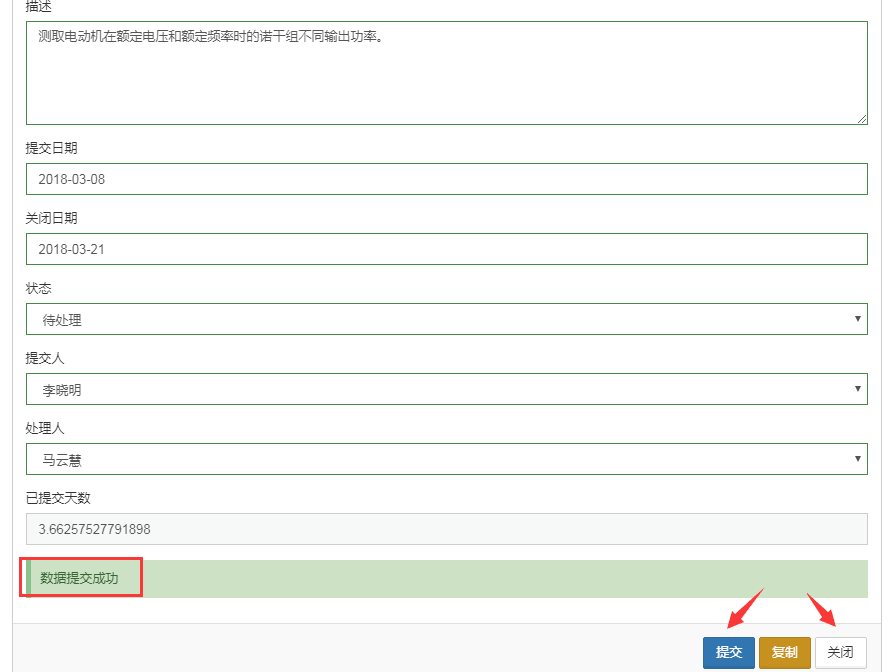 描述
测取电动机在额定电压和额定频率时的诺干组不同输出功率。
提交日期
2018-03-08
关闭日期
2018-03-21
状态
待处理
提交人
李晓明
处理人
马云慧
已提交天数
3.66257527791898
数据提交成功
提交 复制 关闭